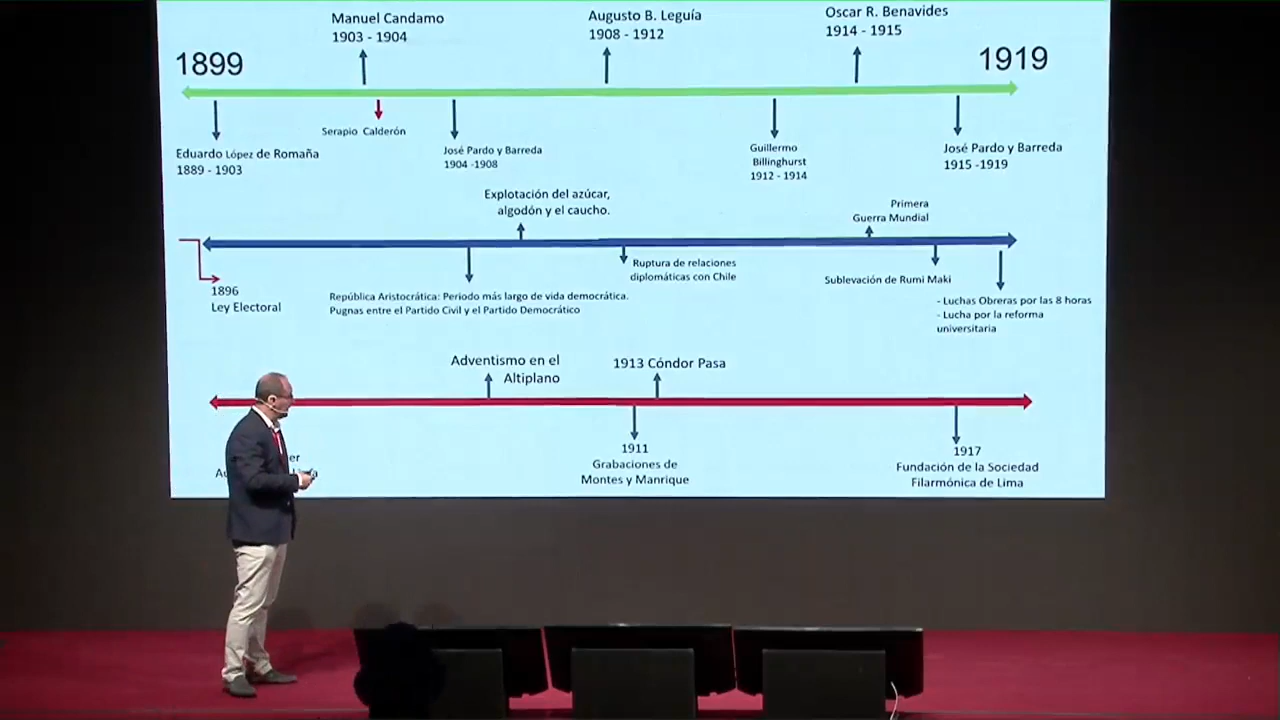 Manuel Candamo
1903 - 1904
Augusto B. Leguía
1908 - 1912
Oscar R. Benavides
1914 - 1915
1899
1919
Serapio Calderón
Eduardo López de Romaña
1889 - 1903
José Pardo y Barreda
1904 -1908
Guillermo
Billinghurst
1912 - 1914
José Pardo y Barreda
1915 -1919
Explotación del azúcar,
algodón y el caucho.
Primera
Guerra Mundial
1896
Ley Electoral
República Aristocrática: Periodo más largo de vida democrática.
Pugnas entre el Partido Civil y el Partido Democrático
Ruptura de relaciones
diplomáticas con Chile
Sublevación de Rumi Maki
- Luchas Obreras por las 8 horas
- Lucha por la reforma
universitaria
Adventismo en el
Altiplano
1913 Cóndor Pasa
1911
Grabaciones de
Montes y Manrique
1917
Fundación de la Sociedad
Filarmónica de Lima